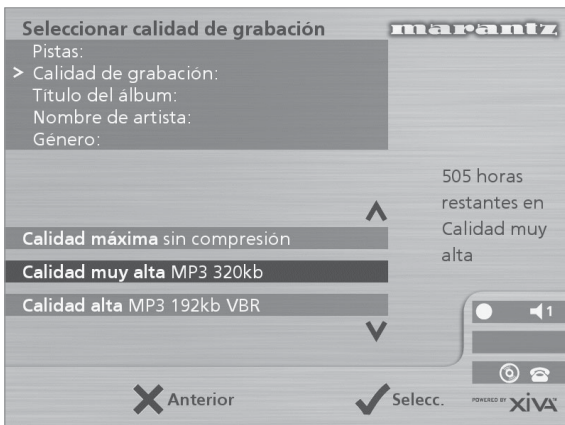 Seleccionar calidad de grabación
marantz
Pistas:
> Calidad de grabación:
Título del álbum:
Nombre de artista:
Género:
505 horas
restantes en
Calidad muy
alta
Calidad máxima sin compresión
Calidad muy alta MP3 320kb
Calidad alta MP3 192kb VBR
1
Anterior
Selecc.
POWERED BY XiVA™